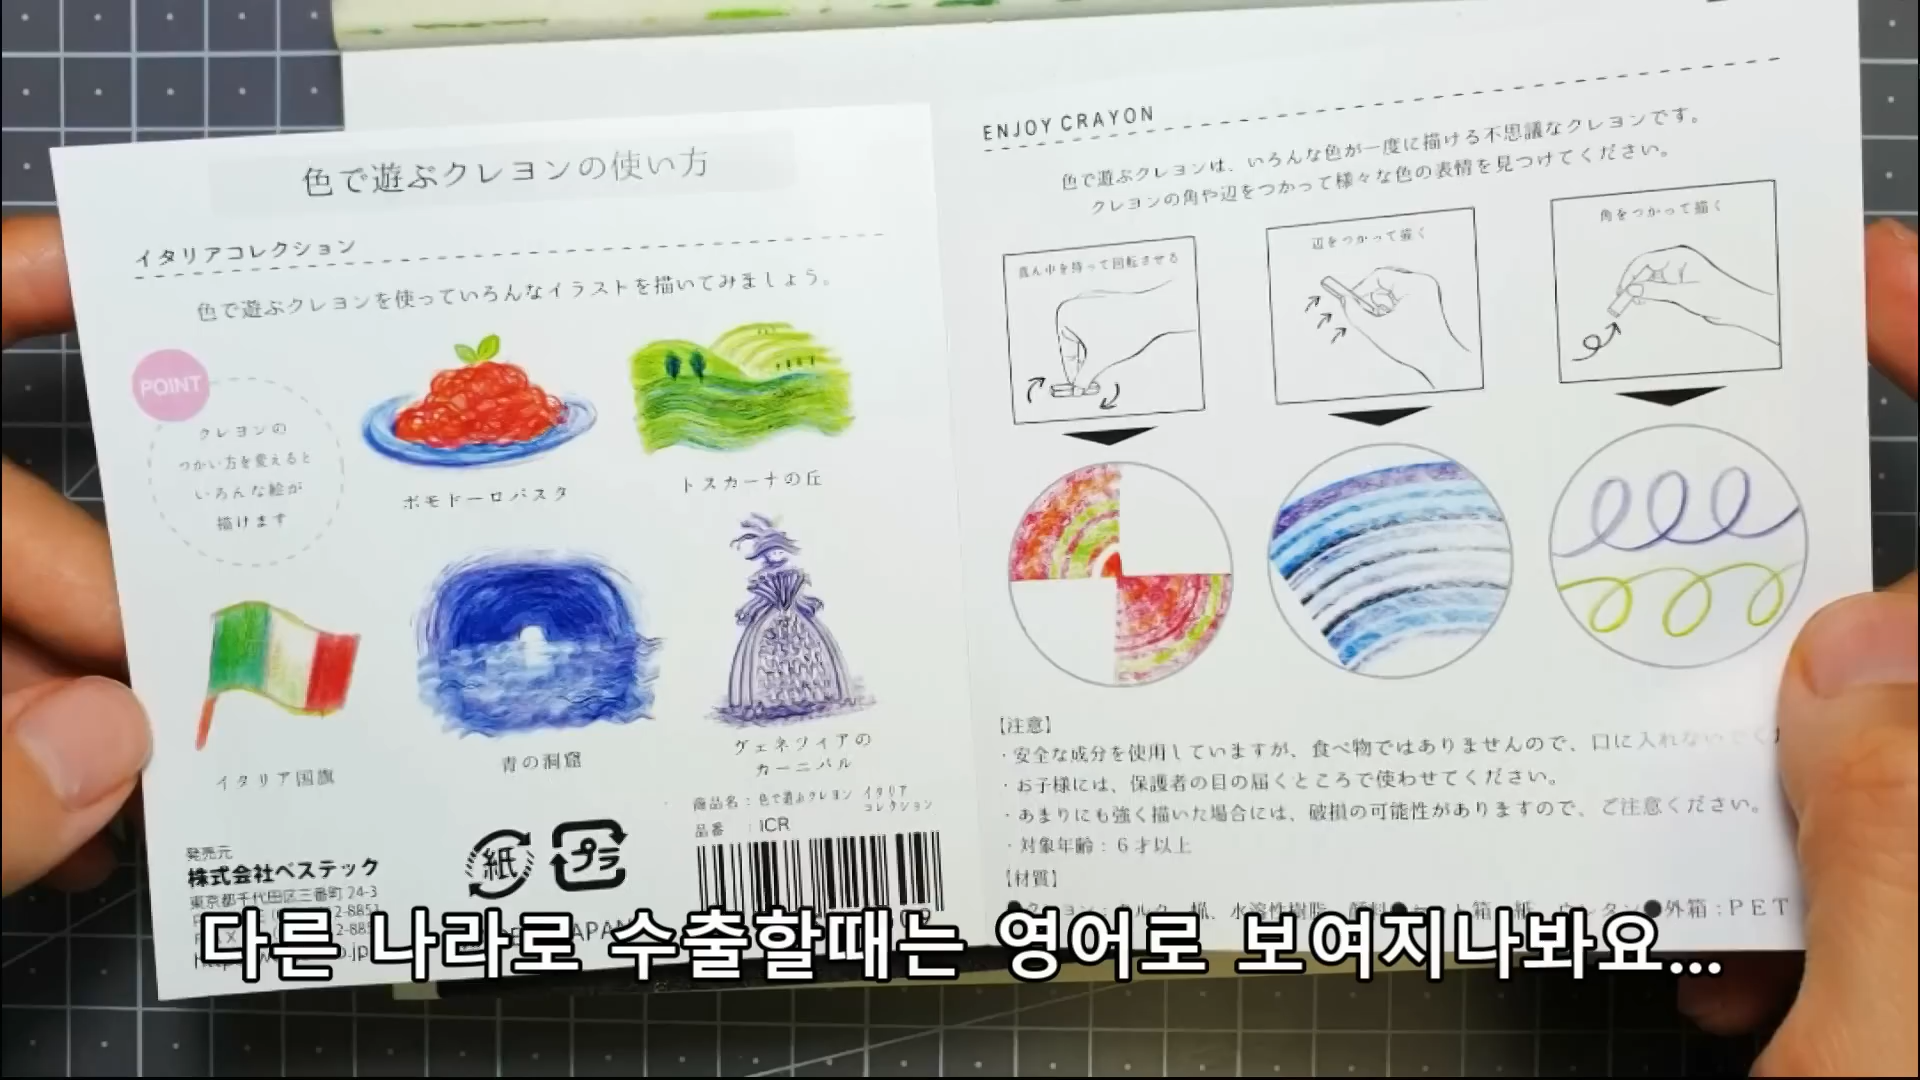 色で遊ぶクレヨンの使い方
イタリアコレクション
色で遊ぶクレヨンを使っていろんなイラストを描いてみましょう。
POINT
クレヨンの
つかい方を変えると
いろんな絵が
描けます
ポモドーロパスタ
トスカーナの丘
イタリア国旗
青の洞窟
ヴェネツィアの
カーニバル
商品名:色で遊ぶクレヨン イタリア
コレクション
品番 :ICR
発売元
株式会社ベステック
東京都千代田区三番町 24-3
紙
プラ
ENJOY CRAYON
色で遊ぶクレヨンは、いろんな色が一度に描ける不思議なクレヨンです。
クレヨンの角や辺をつかって様々な色の表情を見つけてください。
真ん中を持って回転させる
辺をつかって描く
角をつかって描く
【注意】
・安全な成分を使用していますが、食べ物ではありませんので、口に入れない
・お子様には、保護者の目の届くところで使わせてください。
・あまりにも強く描いた場合には、破損の可能性がありますので、ご注意ください。
・対象年齢:6才以上
【材質】
水溶性樹脂、顔料 外箱:PET
다른 나라로 수출할때는 영어로 보여지나봐요...